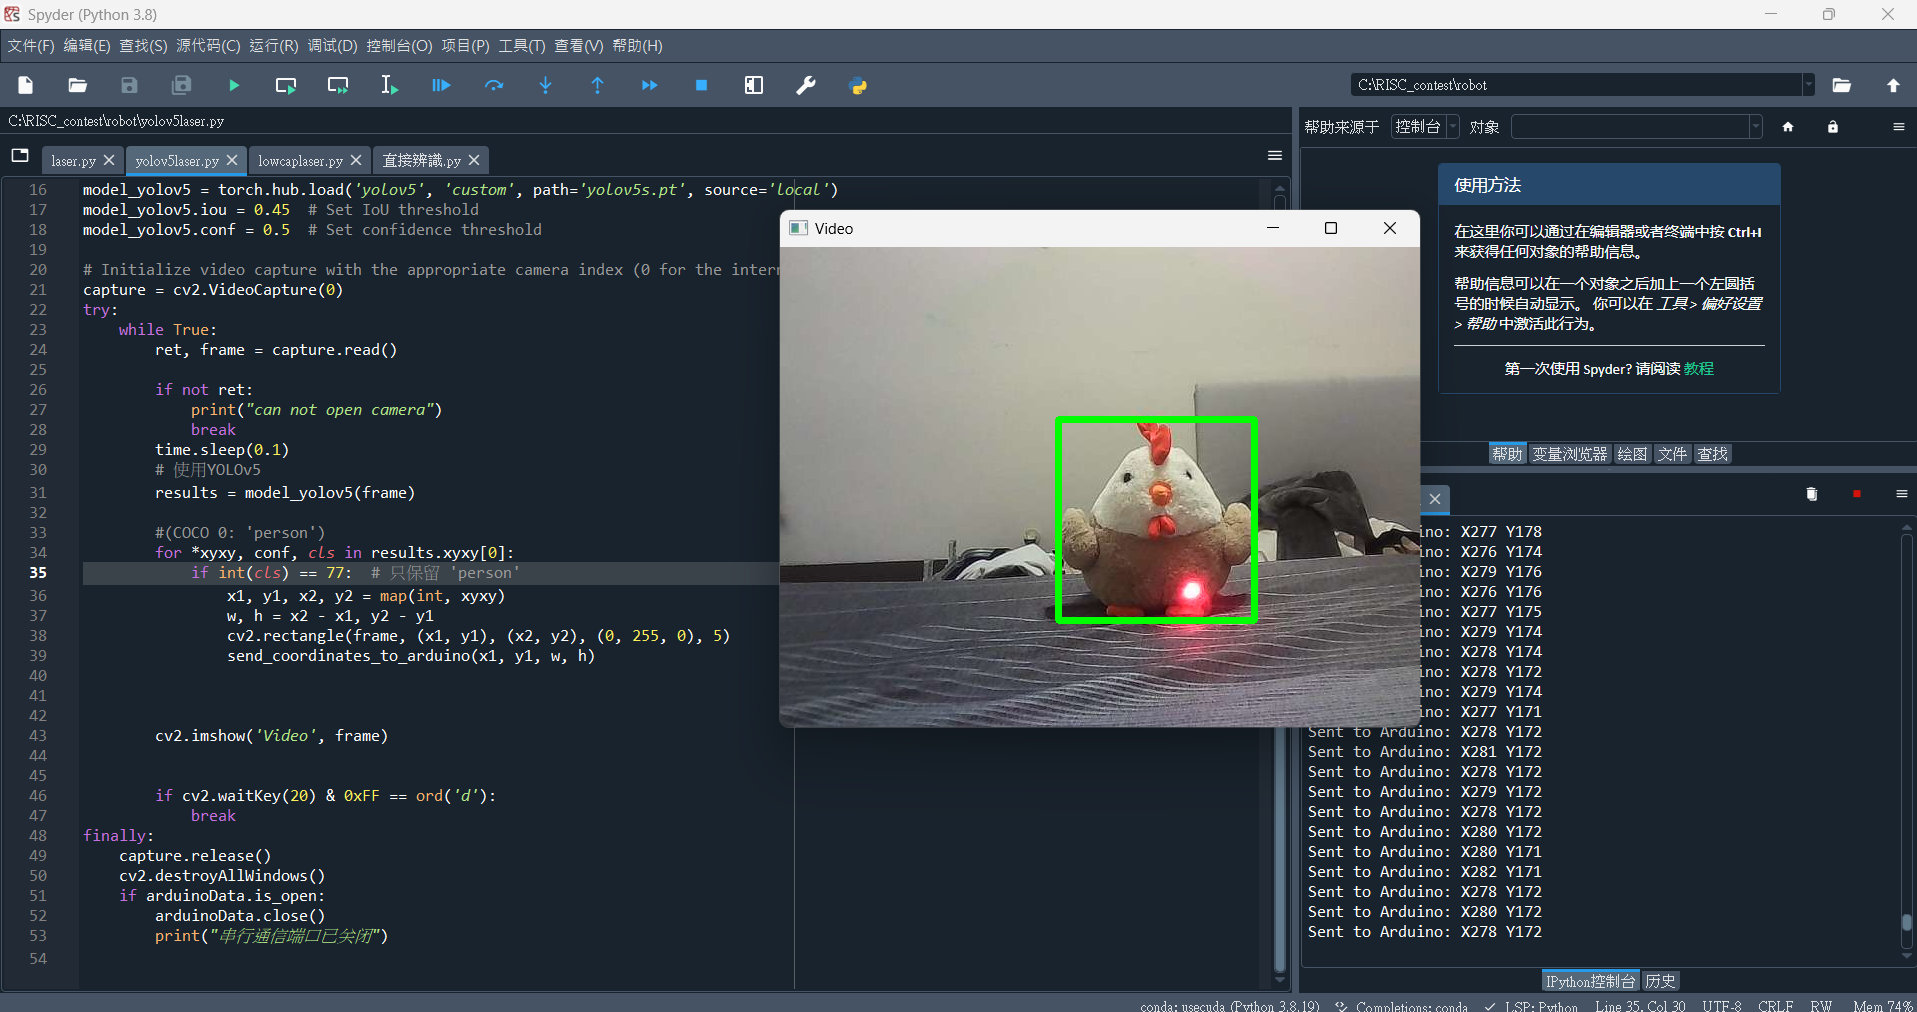 Spyder (Python 3.8)
文件(F) 编辑(E) 查找(S) 源代码(C) 运行(R) 调试(D) 控制台(O) 项目(P) 工具(T) 查看(V) 帮助(H)
C:\RISC_contest\robot
C:\RISC_contest\robot\yolov5laser.py
laser.py yolov5laser.py lowcaplaser.py 直接辨識.py
16 model_yolov5 = torch.hub.load('yolov5', 'custom', path='yolov5s.pt', source='local')
17 model_yolov5.iou = 0.45 # Set IoU threshold
18 model_yolov5.conf = 0.5 # Set confidence threshold
19
20 # Initialize video capture with the appropriate camera index (0 for the inter
21 capture = cv2.VideoCapture(0)
22 try:
23 while True:
24 ret, frame = capture.read()
25
26 if not ret:
27 print("can not open camera")
28 break
29 time.sleep(0.1)
30 # 使用YOLOv5
31 results = model_yolov5(frame)
32
33 #(COCO 0: 'person')
34 for *xyxy, conf, cls in results.xyxy[0]:
35 if int(cls) == 77: # 只保留 'person'
36 x1, y1, x2, y2 = map(int, xyxy)
37 w, h = x2 - x1, y2 - y1
38 cv2.rectangle(frame, (x1, y1), (x2, y2), (0, 255, 0), 5)
39 send_coordinates_to_arduino(x1, y1, w, h)
40
41
42
43 cv2.imshow('Video', frame)
44
45
46 if cv2.waitKey(20) & 0xFF == ord('d'):
47 break
48 finally:
49 capture.release()
50 cv2.destroyAllWindows()
51 if arduinoData.is_open:
52 arduinoData.close()
53 print("串行通信端口已关闭")
54
Video
帮助来源于 控制台 对象
使用方法
在这里你可以通过在编辑器或者终端中按 Ctrl+I
来获得任何对象的帮助信息。
帮助信息可以在一个对象之后加上一个左圆括
号的时候自动显示。 你可以在 工具 > 偏好设置
> 帮助 中激活此行为。
第一次使用 Spyder? 请阅读 教程
帮助 变量浏览器 绘图 文件 查找
ino: X277 Y178
ino: X276 Y174
ino: X279 Y176
ino: X276 Y176
ino: X277 Y175
ino: X279 Y174
ino: X278 Y174
ino: X278 Y172
ino: X279 Y174
ino: X277 Y171
Sent to Arduino: X278 Y172
Sent to Arduino: X281 Y172
Sent to Arduino: X278 Y172
Sent to Arduino: X279 Y172
Sent to Arduino: X278 Y172
Sent to Arduino: X280 Y172
Sent to Arduino: X280 Y171
Sent to Arduino: X282 Y171
Sent to Arduino: X278 Y172
Sent to Arduino: X280 Y172
Sent to Arduino: X278 Y172
IPython控制台 历史
conda: usecuda (Python 3.8.19) Completions: conda LSP: Python Line 35, Col 30 UTF-8 CRLF RW Mem 74%